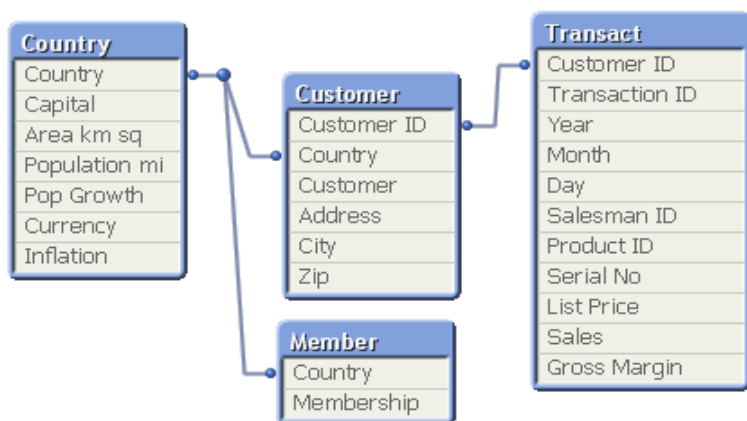 Country
Country
Capital
Area km sq
Population mi
Pop Growth
Currency
Inflation
Customer
Customer ID
Country
Customer
Address
City
Zip
Member
Country
Membership
Transact
Customer ID
Transaction ID
Year
Month
Day
Salesman ID
Product ID
Serial No
List Price
Sales
Gross Margin